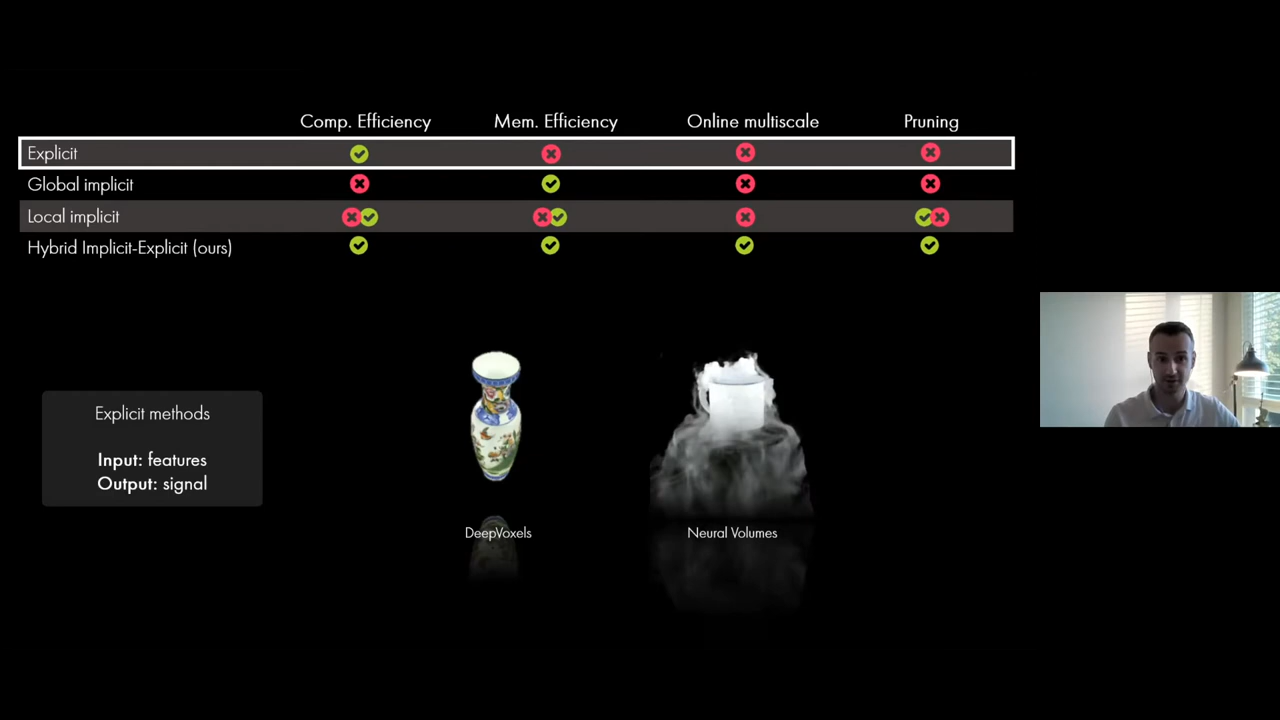 Comp. Efficiency Mem. Efficiency Online multiscale Pruning
Explicit
Global implicit
Local implicit
Hybrid Implicit-Explicit (ours)
Explicit methods
Input: features
Output: signal
DeepVoxels
Neural Volumes